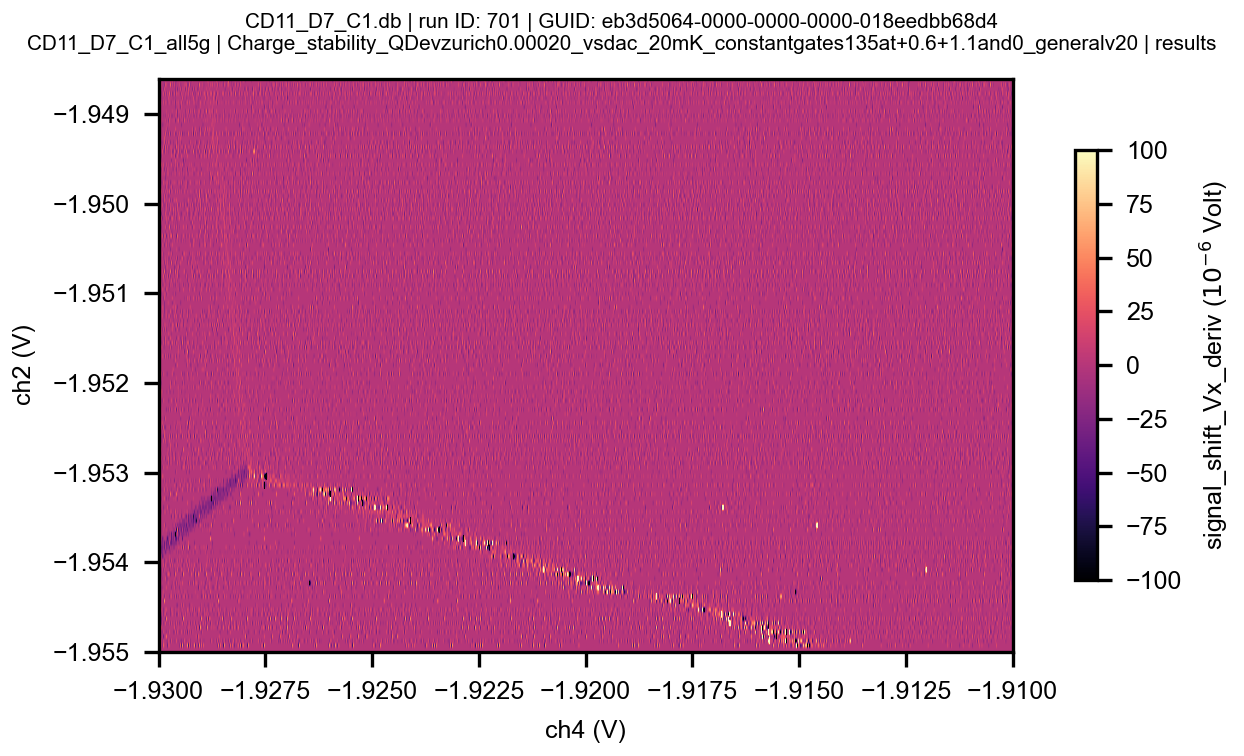 CD11_D7_C1.db | run ID: 701 | GUID: eb3d5064-0000-0000-0000-018eedbb68d4
CD11_D7_C1_all5g | Charge_stability_QDevzurich0.00020_vsdac_20mK_constantgates135at+0.6+1.1and0_generalv20 | results
−1.949
−1.950
−1.951
−1.952
−1.953
−1.954
−1.955
ch2 (V)
−1.9300 −1.9275 −1.9250 −1.9225 −1.9200 −1.9175 −1.9150 −1.9125 −1.9100
ch4 (V)
100
75
50
25
0
−25
−50
−75
−100
signal_shift_Vx_deriv (10⁻⁶ Volt)